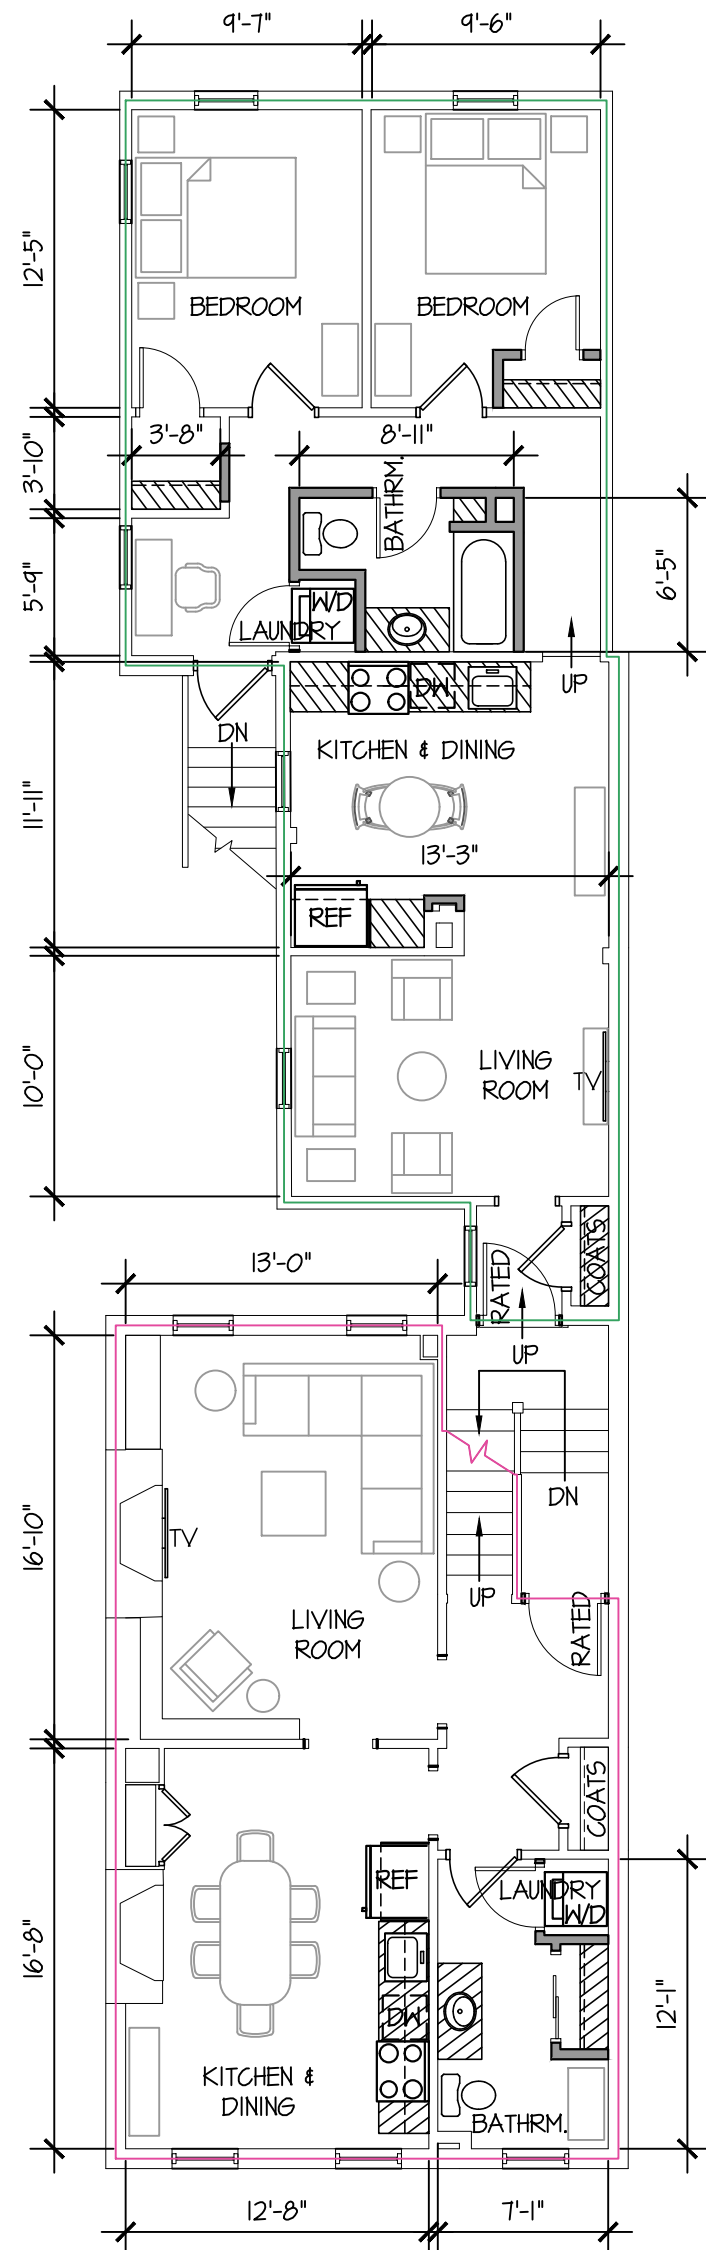 9'-7"
9'-6"
12'-5"
BEDROOM
BEDROOM
3'-10"
3'-8"
8'-11"
BATHRM.
5'-9"
6'-5"
W/D
LAUNDRY
UP
DW
DN
KITCHEN & DINING
11'-11"
13'-3"
REF
10'-0"
LIVING
ROOM
TV
COATS
RATED
13'-0"
UP
DN
16'-10"
TV
UP
RATED
LIVING
ROOM
COATS
REF
LAUNDRY
W/D
16'-8"
12'-1"
DW
KITCHEN &
DINING
BATHRM.
12'-8"
7'-1"